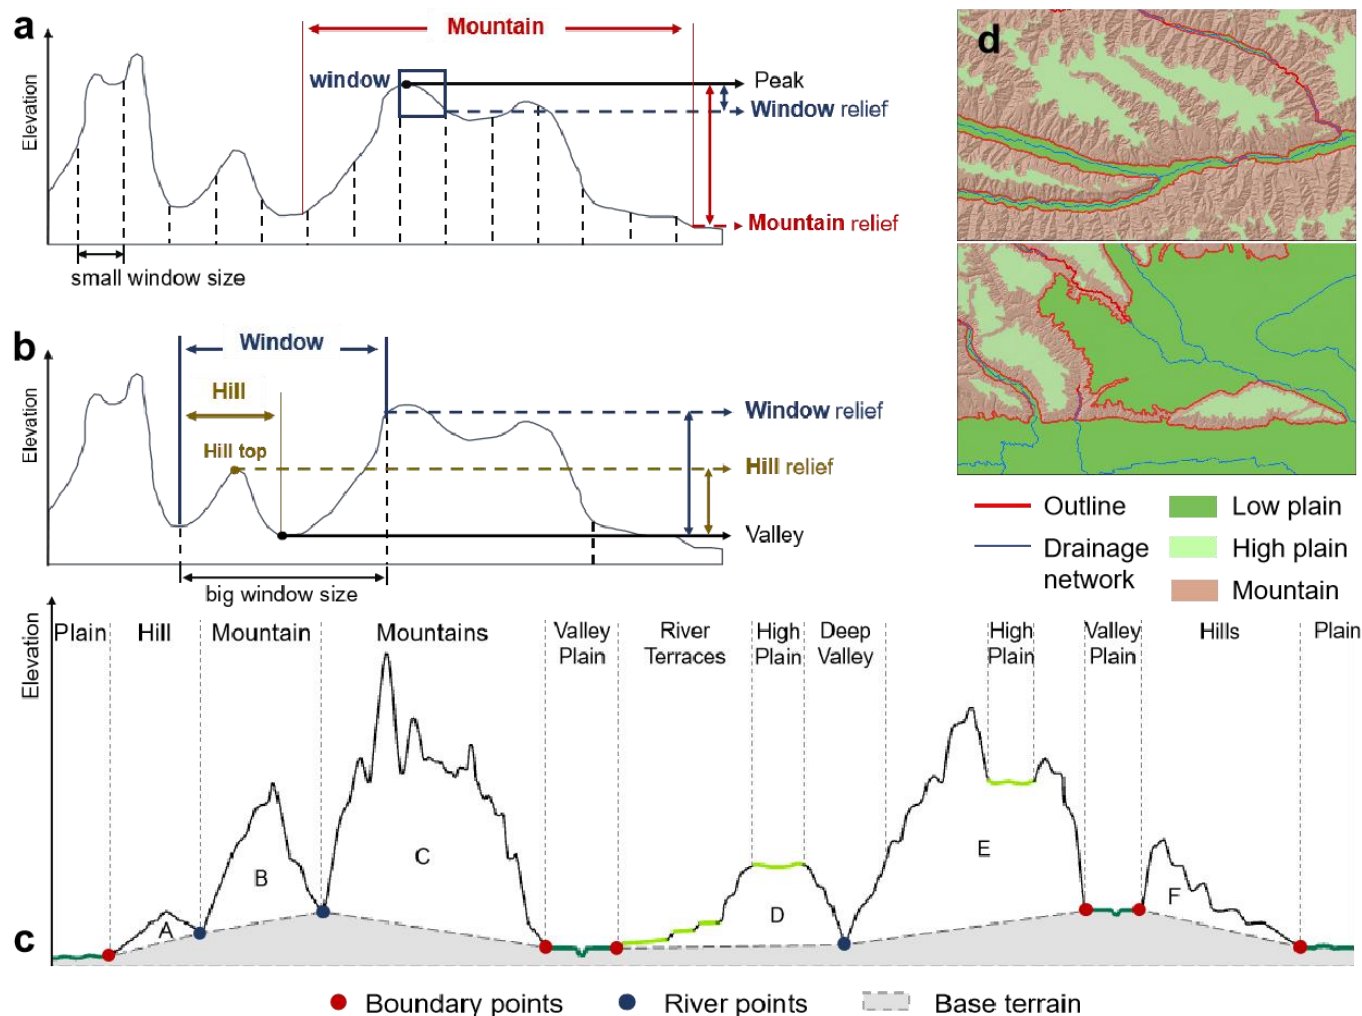 a
Mountain
window
Peak
Window relief
Elevation
Mountain relief
small window size
b
Window
Hill
Hill top
Window relief
Hill relief
Elevation
Valley
big window size
d
Outline
Low plain
Drainage
network
High plain
Mountain
Elevation
Plain
Hill
Mountain
Mountains
Valley
Plain
River
Terraces
High
Plain
Deep
Valley
High
Plain
Valley
Plain
Hills
Plain
A
B
C
D
E
F
c
Boundary points
River points
Base terrain